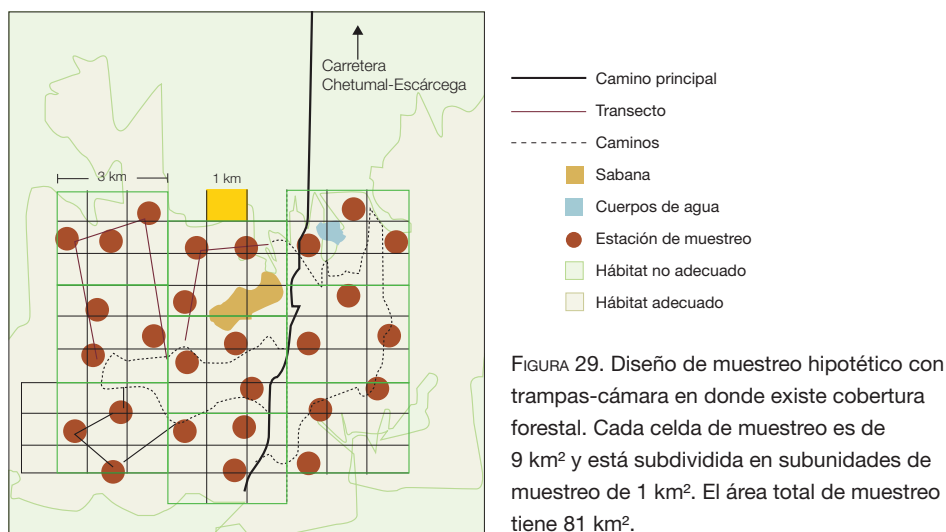 Carretera
Chetumal-Escárcega
3 km
1 km
Camino principal
Transecto
Caminos
Sabana
Cuerpos de agua
Estación de muestreo
Hábitat no adecuado
Hábitat adecuado
FIGURA 29. Diseño de muestreo hipotético con
trampas-cámara en donde existe cobertura
forestal. Cada celda de muestreo es de
9 km² y está subdividida en subunidades de
muestreo de 1 km². El área total de muestreo
tiene 81 km².